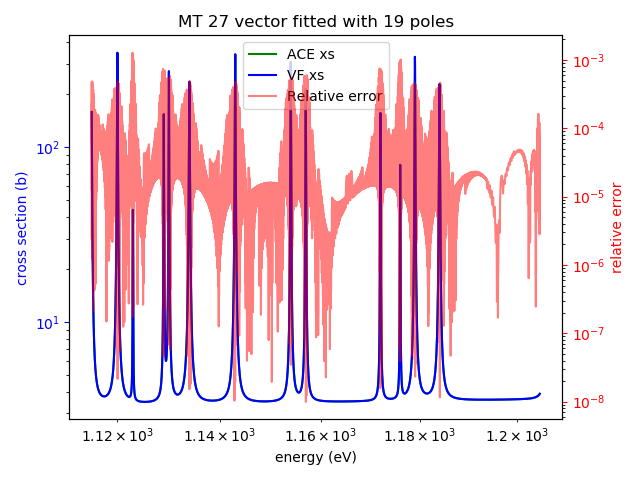 MT 27 vector fitted with 19 poles
ACE xs
VF xs
Relative error
cross section (b)
10²
10¹
relative error
10⁻³
10⁻⁴
10⁻⁵
10⁻⁶
10⁻⁷
10⁻⁸
1.12 × 10³ 1.14 × 10³ 1.16 × 10³ 1.18 × 10³ 1.2 × 10³
energy (eV)